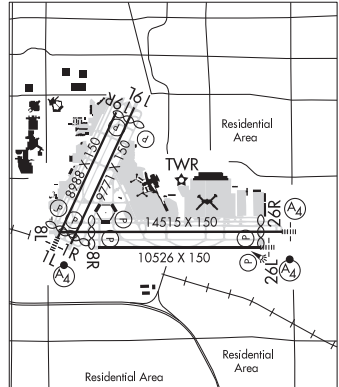 19L
19R
Residential
Area
8988 X 150
9771 X 150
TWR
P
P
P
P
P
P
P
P
14515 X 150
26R
A4
8L
1L
1R
8R
10526 X 150
26L
A4
A4
Residential
Area
Residential Area